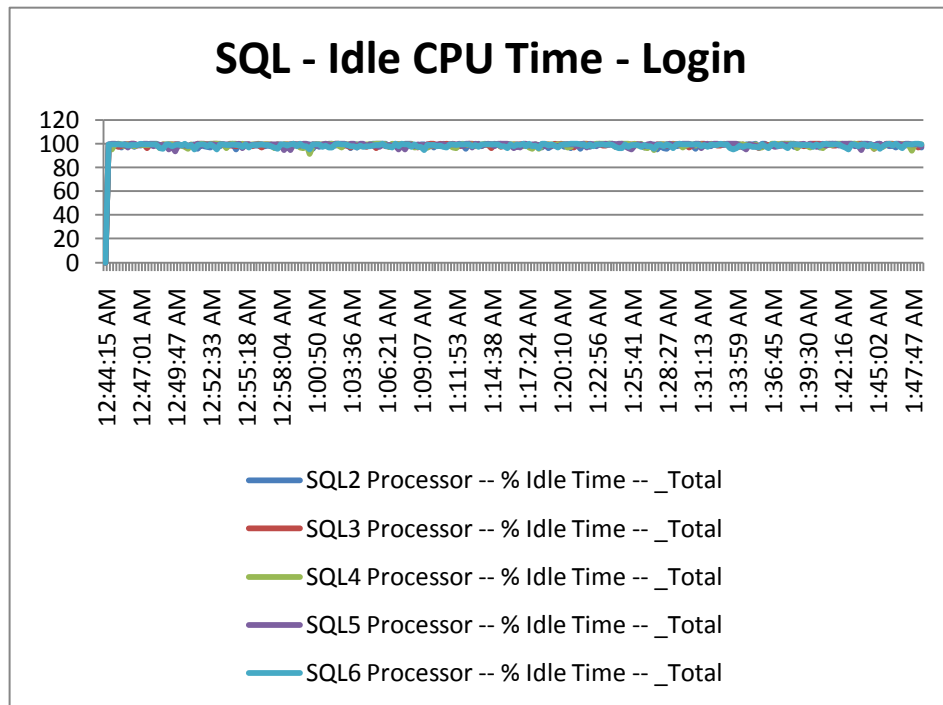 SQL - Idle CPU Time - Login
120
100
80
60
40
20
0
12:44:15 AM
12:47:01 AM
12:49:47 AM
12:52:33 AM
12:55:18 AM
12:58:04 AM
1:00:50 AM
1:03:36 AM
1:06:21 AM
1:09:07 AM
1:11:53 AM
1:14:38 AM
1:17:24 AM
1:20:10 AM
1:22:56 AM
1:25:41 AM
1:28:27 AM
1:31:13 AM
1:33:59 AM
1:36:45 AM
1:39:30 AM
1:42:16 AM
1:45:02 AM
1:47:47 AM
SQL2 Processor -- % Idle Time -- _Total
SQL3 Processor -- % Idle Time -- _Total
SQL4 Processor -- % Idle Time -- _Total
SQL5 Processor -- % Idle Time -- _Total
SQL6 Processor -- % Idle Time -- _Total